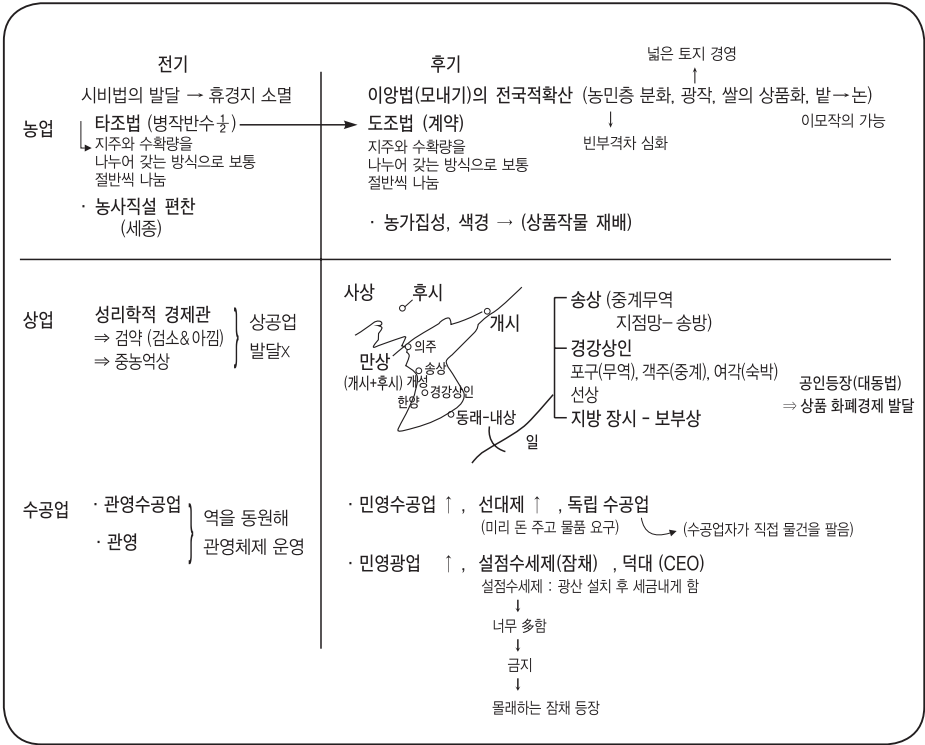 전기
후기
넓은 토지 경영
↑
농업
시비법의 발달 → 휴경지 소멸
타조법 (병작반수 ½) →
지주와 수확량을
나누어 갖는 방식으로 보통
절반씩 나눔
· 농사직설 편찬
(세종)
이앙법(모내기)의 전국적확산 (농민층 분화, 광작, 쌀의 상품화, 밭→논)
↓
빈부격차 심화
이모작의 가능
도조법 (계약)
지주와 수확량을
나누어 갖는 방식으로 보통
절반씩 나눔
· 농가집성, 색경 → (상품작물 재배)
상업
성리학적 경제관
⇒ 검약 (검소&아낌)
⇒ 중농억상
상공업
발달X
사상
후시
개시
만상
(개시+후시)
의주
송상
개성
경강상인
한양
동래-내상
일
송상 (중계무역
지점망- 송방)
경강상인
포구(무역), 객주(중계), 여각(숙박)
선상
지방 장시 - 보부상
공인등장(대동법)
⇒ 상품 화폐경제 발달
수공업
· 관영수공업
· 관영
역을 동원해
관영체제 운영
· 민영수공업 ↑ , 선대제 ↑ , 독립 수공업
(미리 돈 주고 물품 요구)
(수공업자가 직접 물건을 팔음)
· 민영광업 ↑ , 설점수세제(잠채) , 덕대 (CEO)
설점수세제 : 광산 설치 후 세금내게 함
↓
너무 多함
↓
금지
↓
몰래하는 잠채 등장